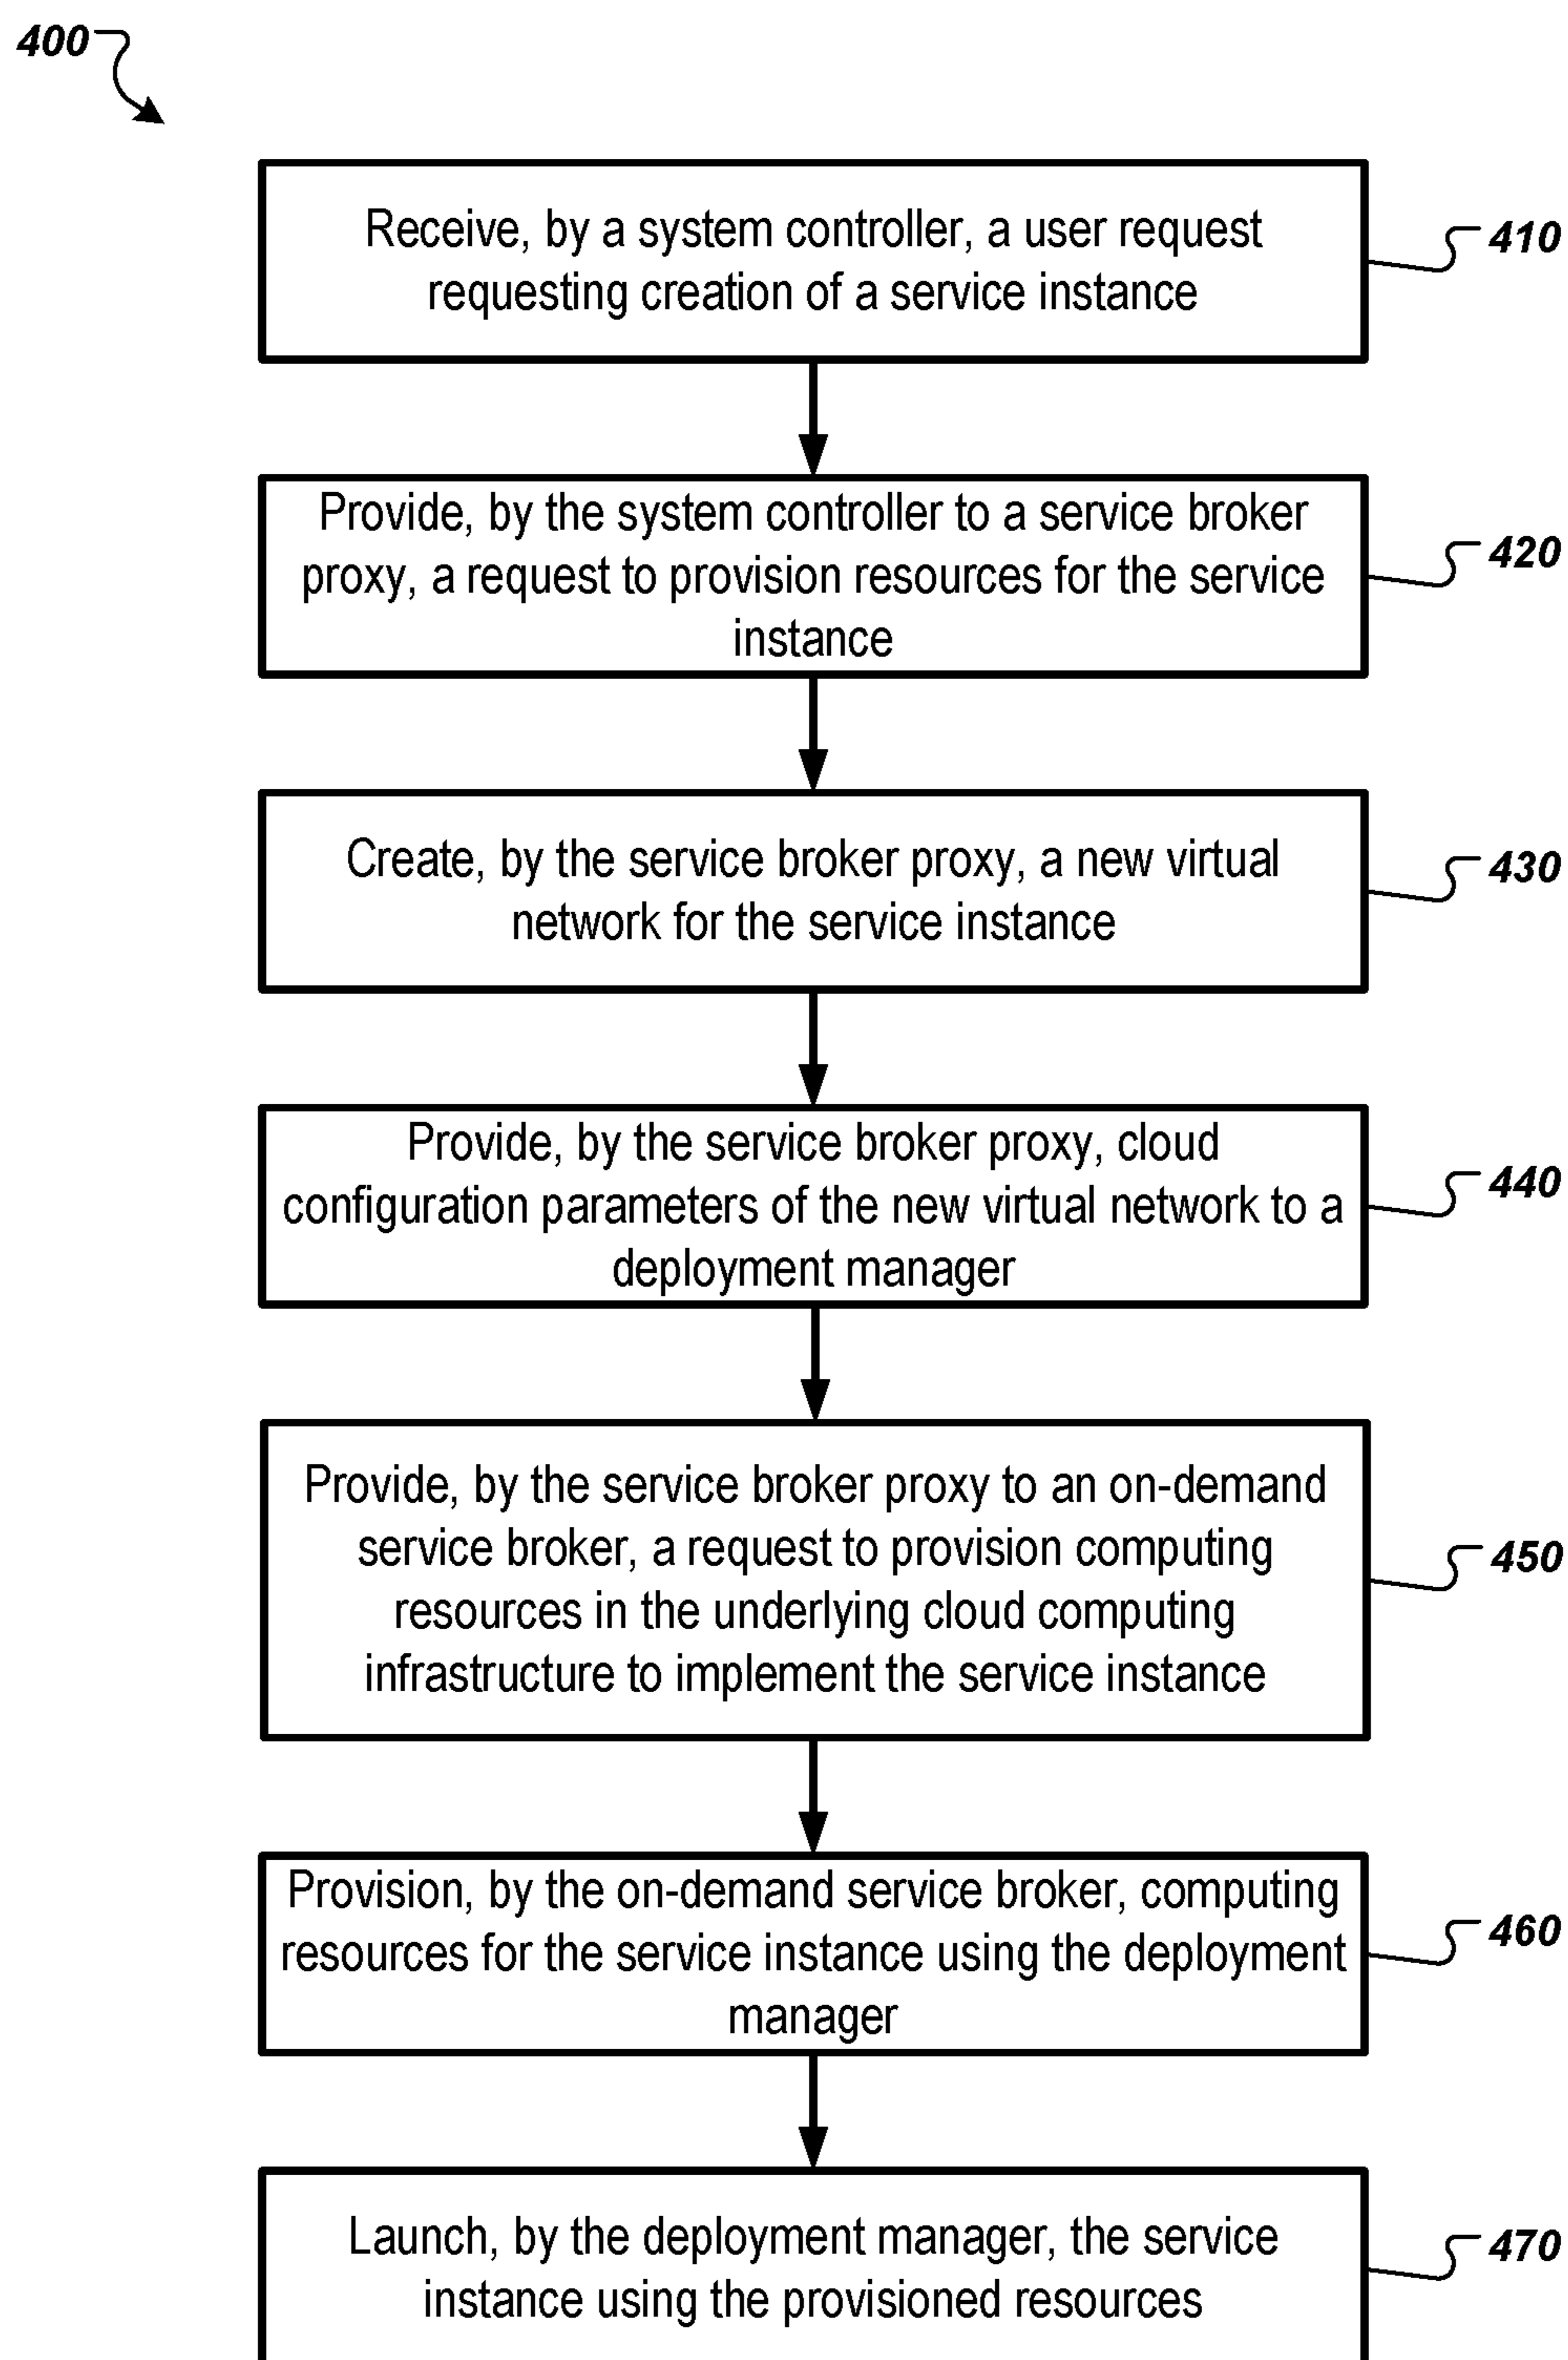 400
Receive, by a system controller, a user request
requesting creation of a service instance
410
Provide, by the system controller to a service broker
proxy, a request to provision resources for the service
instance
420
Create, by the service broker proxy, a new virtual
network for the service instance
430
Provide, by the service broker proxy, cloud
configuration parameters of the new virtual network to a
deployment manager
440
Provide, by the service broker proxy to an on-demand
service broker, a request to provision computing
resources in the underlying cloud computing
infrastructure to implement the service instance
450
Provision, by the on-demand service broker, computing
resources for the service instance using the deployment
manager
460
Launch, by the deployment manager, the service
instance using the provisioned resources
470